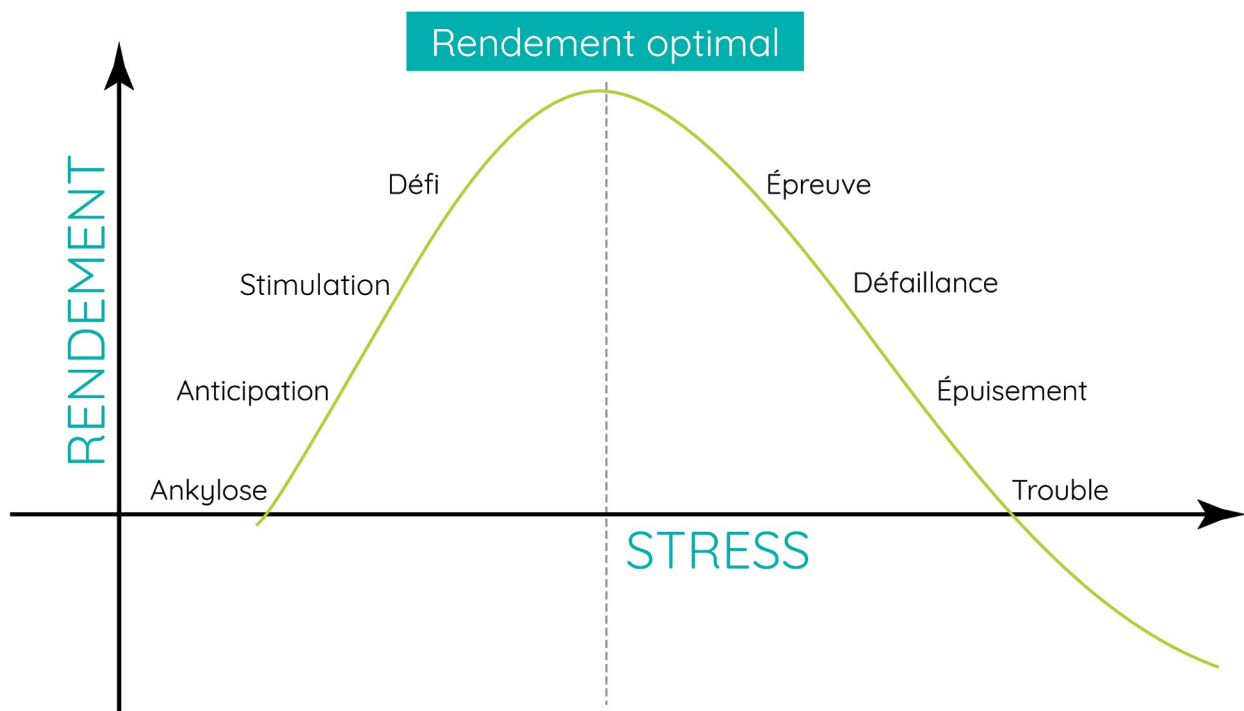 Rendement optimal
RENDEMENT
Défi
Épreuve
Stimulation
Défaillance
Anticipation
Épuisement
Ankylose
Trouble
STRESS